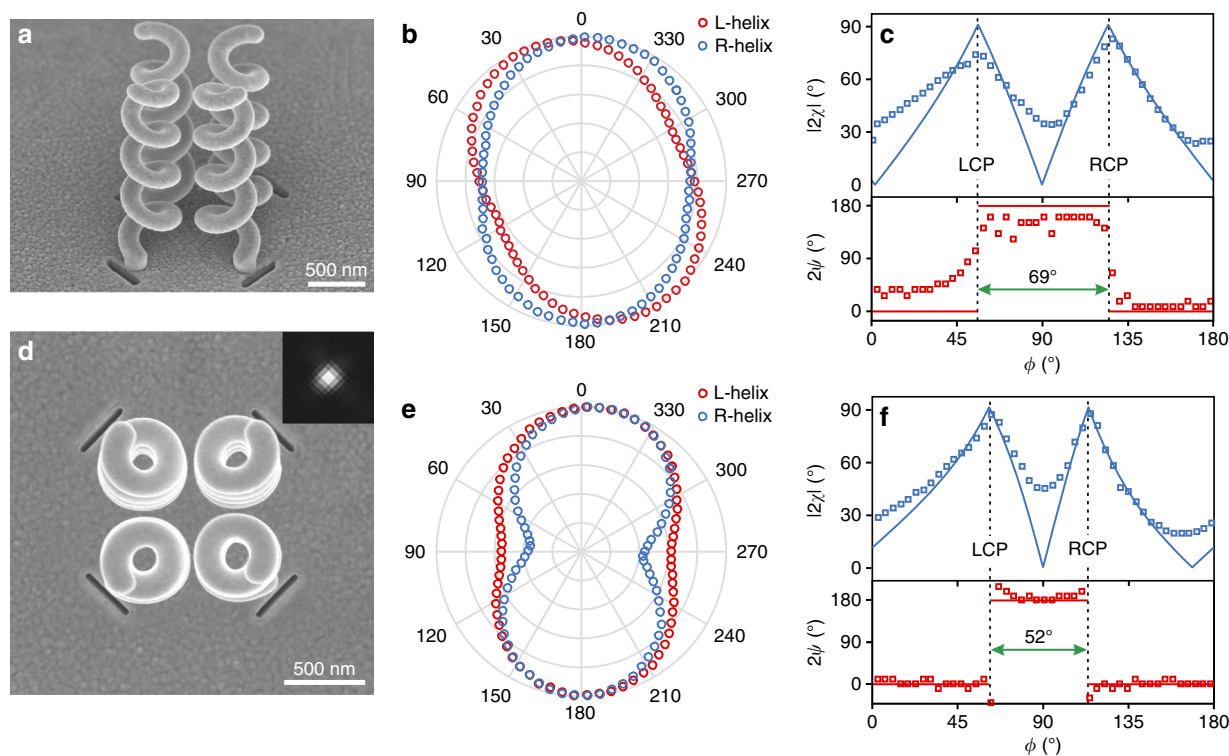 a
500 nm
b
L-helix
R-helix
0
30
330
60
300
90
270
120
240
150
210
180
c
|2χ| (°)
90
60
30
0
LCP
RCP
2ψ (°)
180
90
0
69°
0
45
90
135
180
ϕ (°)
d
500 nm
e
L-helix
R-helix
0
30
330
60
300
90
270
120
240
150
210
180
f
|2χ| (°)
90
60
30
0
LCP
RCP
2ψ (°)
180
90
0
52°
0
45
90
135
180
ϕ (°)